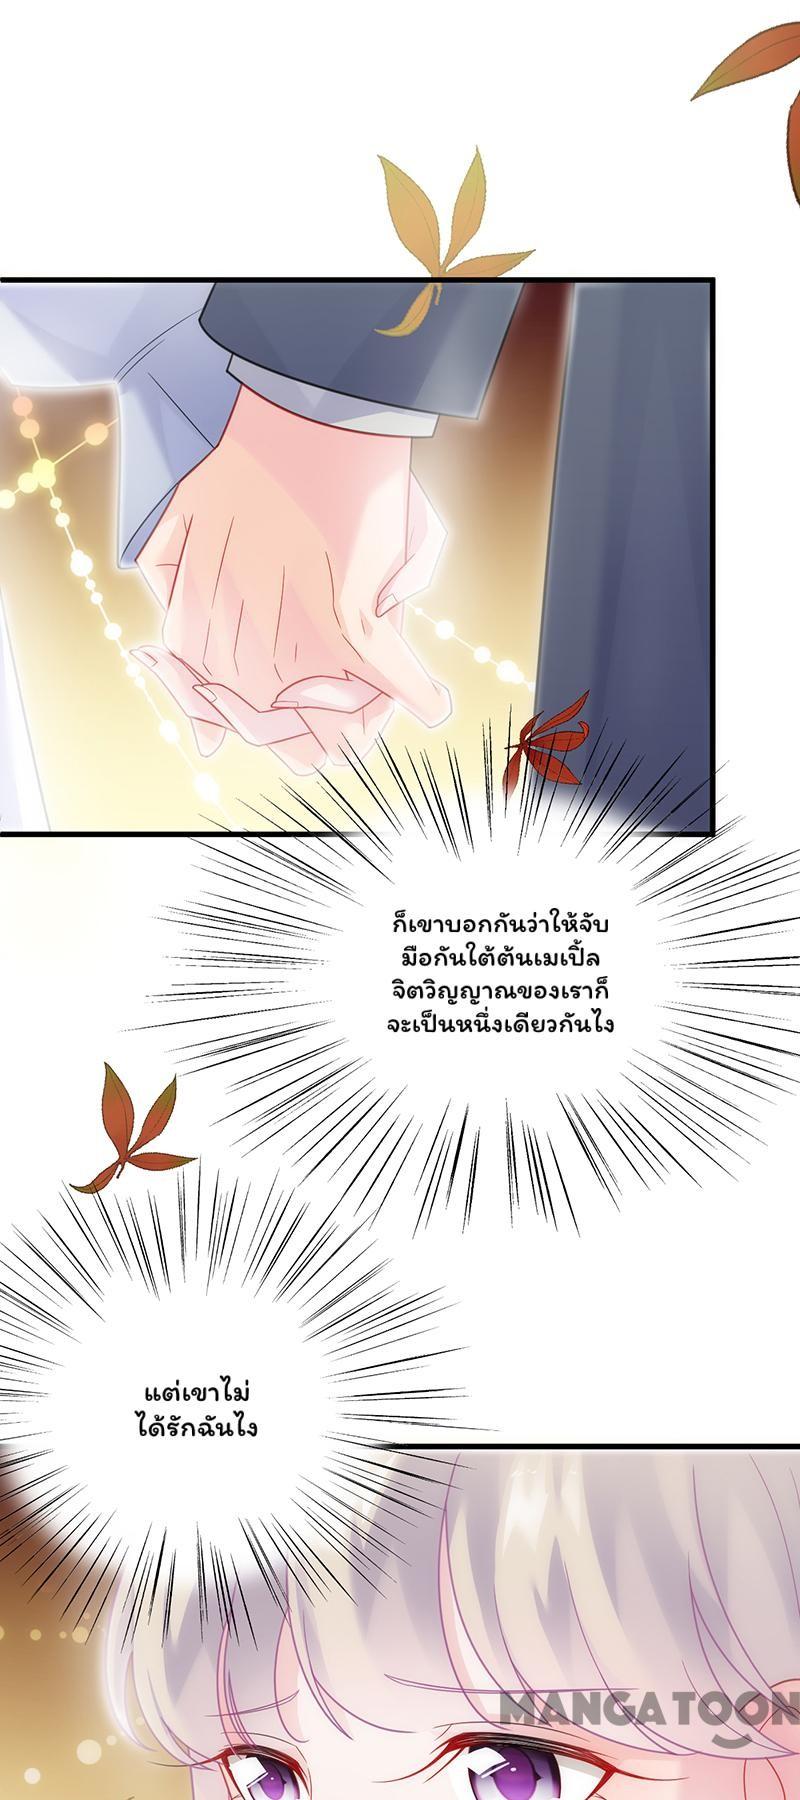 ก็เขาบอกกันว่าให้จับ
มือกันใต้ต้นเมเปิ้ล
จิตวิญญาณของเราก็
จะเป็นหนึ่งเดียวกันไง
แต่เขาไม่
ได้รักฉันไง
MANGATOON